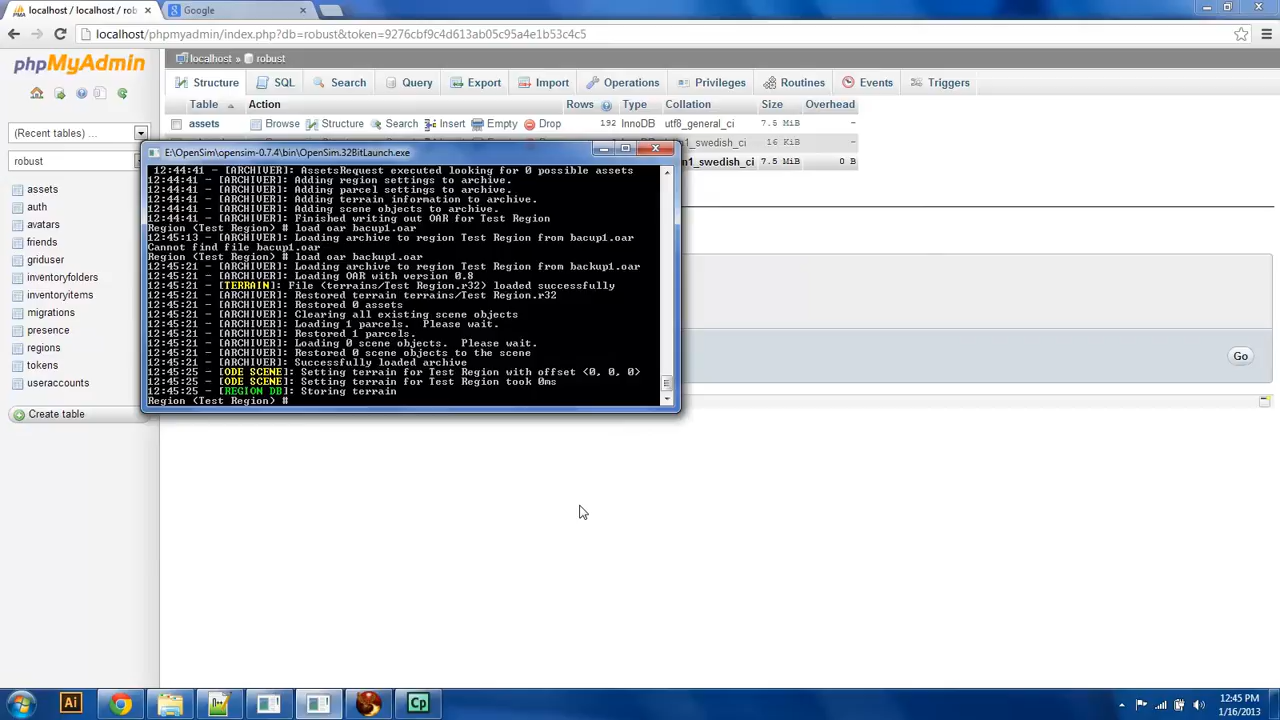 localhost / localhost / rob
Google
localhost/phpmyadmin/index.php?db=robust&token=9276cbf9c4d613ab05c95a4e1b53c4c5
phpMyAdmin
localhost » robust
Structure SQL Search Query Export Import Operations Privileges Routines Events Triggers
Table Action Rows Type Collation Size Overhead
assets Browse Structure Search Insert Empty Drop 192 InnoDB utf8_general_ci 7.5 MiB –
n1_swedish_ci 16 KiB –
n1_swedish_ci 7.5 MiB 0 B
(Recent tables) ...
robust
assets
auth
avatars
friends
griduser
inventoryfolders
inventoryitems
migrations
presence
regions
tokens
useraccounts
Create table
E:\OpenSim\opensim-0.7.4\bin\OpenSim.32BitLaunch.exe
12:44:41 - [ARCHIVER]: AssetsRequest executed looking for 0 possible assets
12:44:41 - [ARCHIVER]: Adding region settings to archive.
12:44:41 - [ARCHIVER]: Adding parcel settings to archive.
12:44:41 - [ARCHIVER]: Adding terrain information to archive.
12:44:41 - [ARCHIVER]: Adding scene objects to archive.
12:44:41 - [ARCHIVER]: Finished writing out OAR for Test Region
Region (Test Region) # load oar bacup1.oar
12:45:13 - [ARCHIVER]: Loading archive to region Test Region from bacup1.oar
Cannot find file bacup1.oar
Region (Test Region) # load oar backup1.oar
12:45:21 - [ARCHIVER]: Loading archive to region Test Region from backup1.oar
12:45:21 - [ARCHIVER]: Loading OAR with version 0.8
12:45:21 - [TERRAIN]: File (terrains/Test Region.r32) loaded successfully
12:45:21 - [ARCHIVER]: Restored terrain terrains/Test Region.r32
12:45:21 - [ARCHIVER]: Restored 0 assets
12:45:21 - [ARCHIVER]: Clearing all existing scene objects
12:45:21 - [ARCHIVER]: Loading 1 parcels.  Please wait.
12:45:21 - [ARCHIVER]: Restored 1 parcels.
12:45:21 - [ARCHIVER]: Loading 0 scene objects.  Please wait.
12:45:21 - [ARCHIVER]: Restored 0 scene objects to the scene
12:45:21 - [ARCHIVER]: Successfully loaded archive
12:45:25 - [ODE SCENE]: Setting terrain for Test Region with offset <0, 0, 0>
12:45:25 - [ODE SCENE]: Setting terrain for Test Region took 0ms
12:45:25 - [REGION DB]: Storing terrain
Region (Test Region) #
Go
Ai
Cp
12:45 PM
1/16/2013